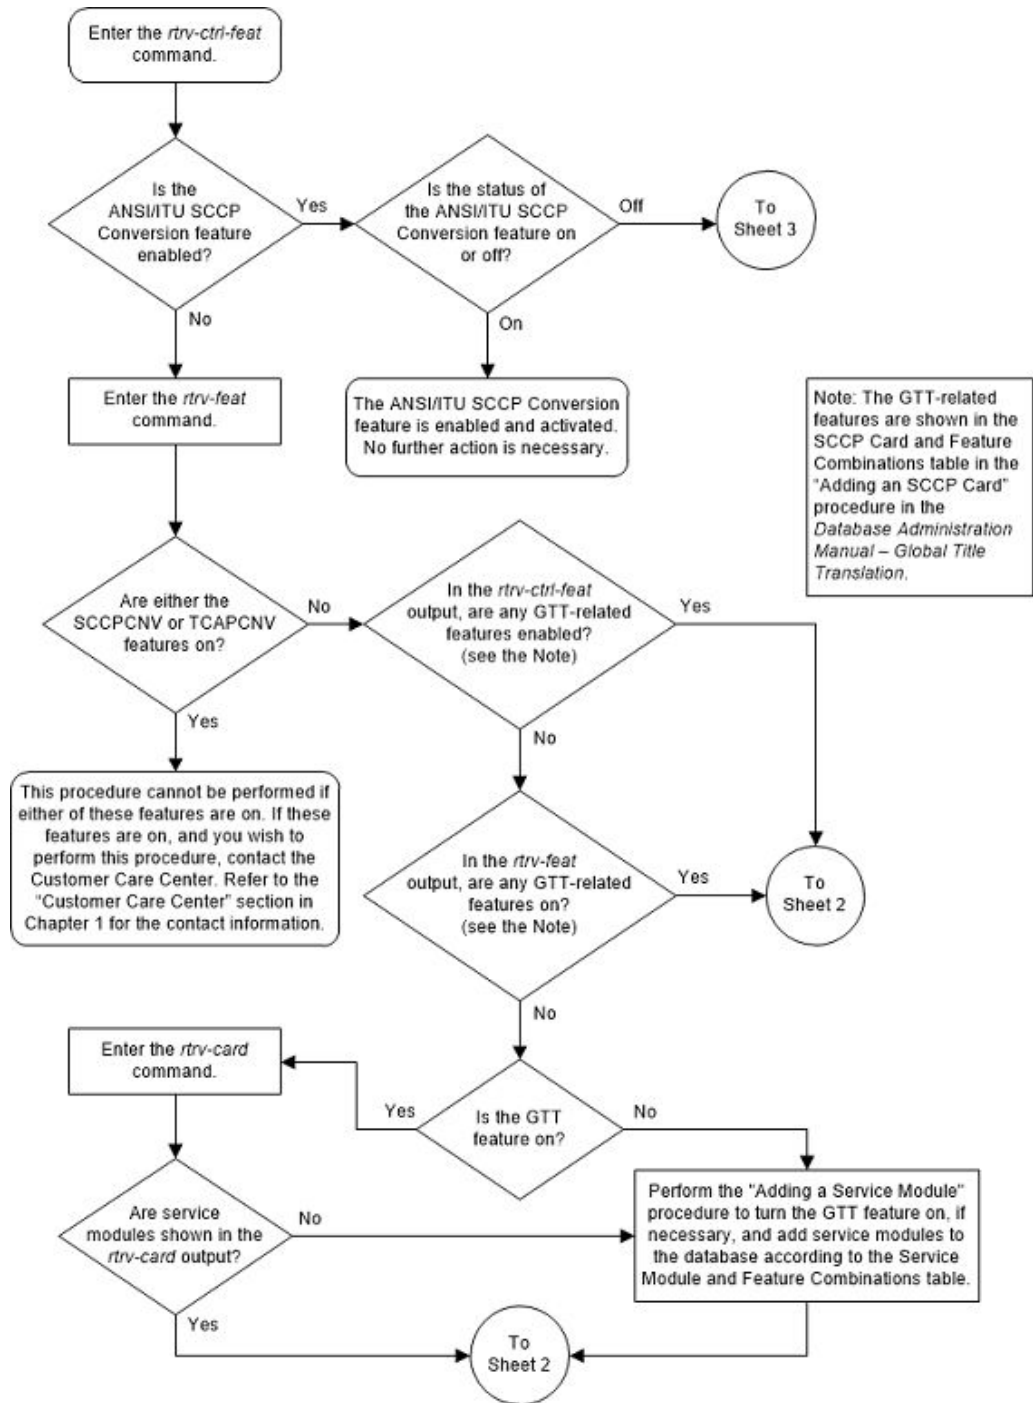 Enter the rtrv-ctrl-feat
command.
Is the
ANSI/ITU SCCP
Conversion feature
enabled?
Yes
Is the status of
the ANSI/ITU SCCP
Conversion feature on
or off?
Off
To
Sheet 3
No
On
Enter the rtrv-feat
command.
The ANSI/ITU SCCP Conversion
feature is enabled and activated.
No further action is necessary.
Note: The GTT-related
features are shown in the
SCCP Card and Feature
Combinations table in the
“Adding an SCCP Card”
procedure in the
Database Administration
Manual – Global Title
Translation.
Are either the
SCCPCNV or TCAPCNV
features on?
No
In the rtrv-ctrl-feat
output, are any GTT-related
features enabled?
(see the Note)
Yes
Yes
No
This procedure cannot be performed if
either of these features are on. If these
features are on, and you wish to
perform this procedure, contact the
Customer Care Center. Refer to the
“Customer Care Center” section in
Chapter 1 for the contact information.
In the rtrv-feat
output, are any GTT-related
features on?
(see the Note)
Yes
To
Sheet 2
No
Enter the rtrv-card
command.
Yes
Is the GTT
feature on?
No
Are service
modules shown in the
rtrv-card output?
No
Perform the "Adding a Service Module"
procedure to turn the GTT feature on, if
necessary, and add service modules to
the database according to the Service
Module and Feature Combinations table.
Yes
To
Sheet 2